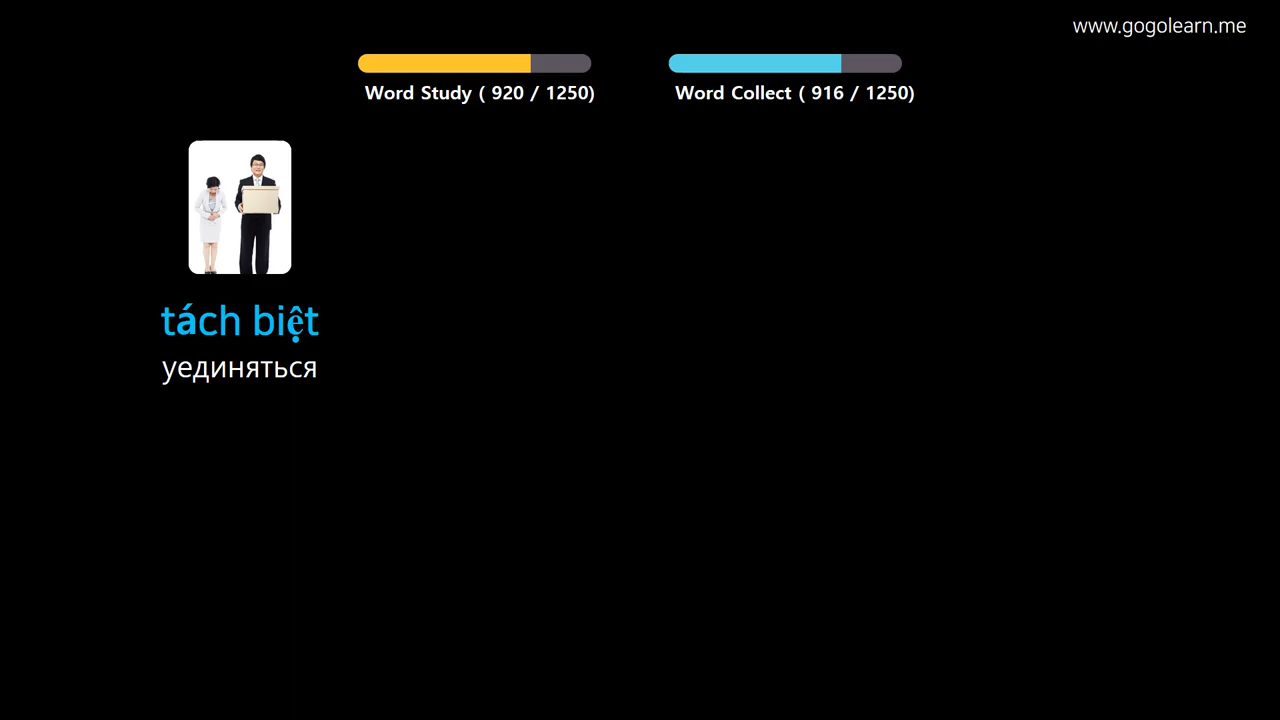 www.gogolearn.me
Word Study ( 920 / 1250)
Word Collect ( 916 / 1250)
tách biệt
уединяться